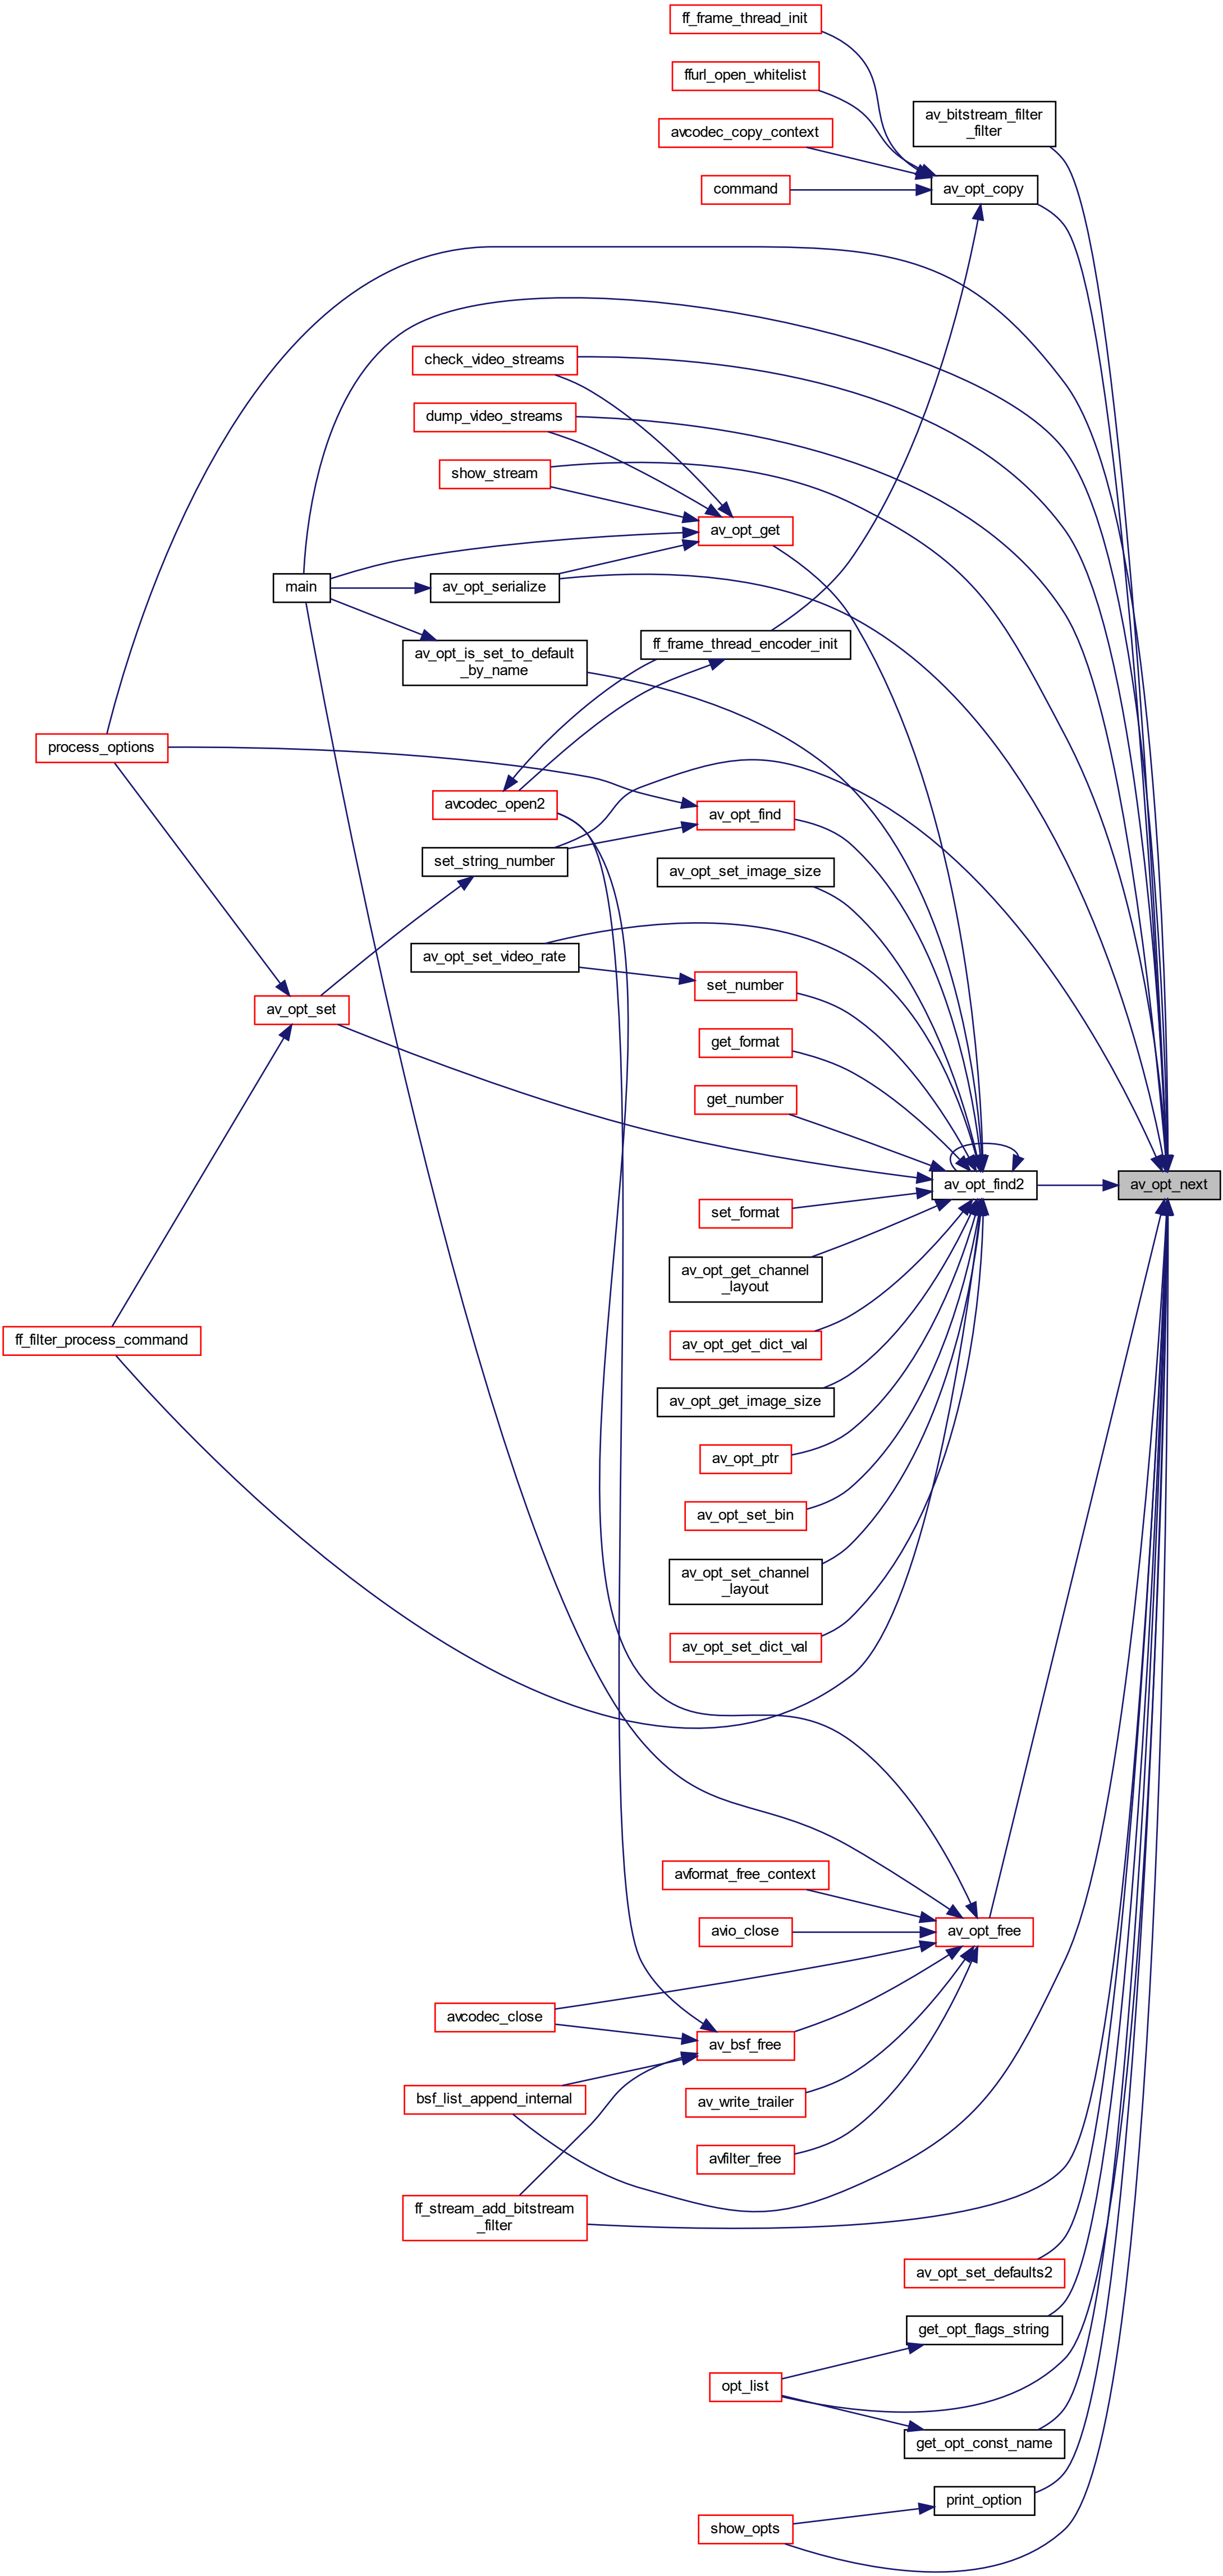 ff_frame_thread_init
ffurl_open_whitelist
av_bitstream_filter
_filter
avcodec_copy_context
command
av_opt_copy
check_video_streams
dump_video_streams
show_stream
av_opt_get
main
av_opt_serialize
ff_frame_thread_encoder_init
av_opt_is_set_to_default
_by_name
process_options
avcodec_open2
av_opt_find
set_string_number
av_opt_set_image_size
av_opt_set_video_rate
set_number
av_opt_set
get_format
get_number
av_opt_find2
av_opt_next
set_format
av_opt_get_channel
_layout
ff_filter_process_command
av_opt_get_dict_val
av_opt_get_image_size
av_opt_ptr
av_opt_set_bin
av_opt_set_channel
_layout
av_opt_set_dict_val
avformat_free_context
avio_close
av_opt_free
avcodec_close
av_bsf_free
bsf_list_append_internal
av_write_trailer
avfilter_free
ff_stream_add_bitstream
_filter
av_opt_set_defaults2
get_opt_flags_string
opt_list
get_opt_const_name
print_option
show_opts